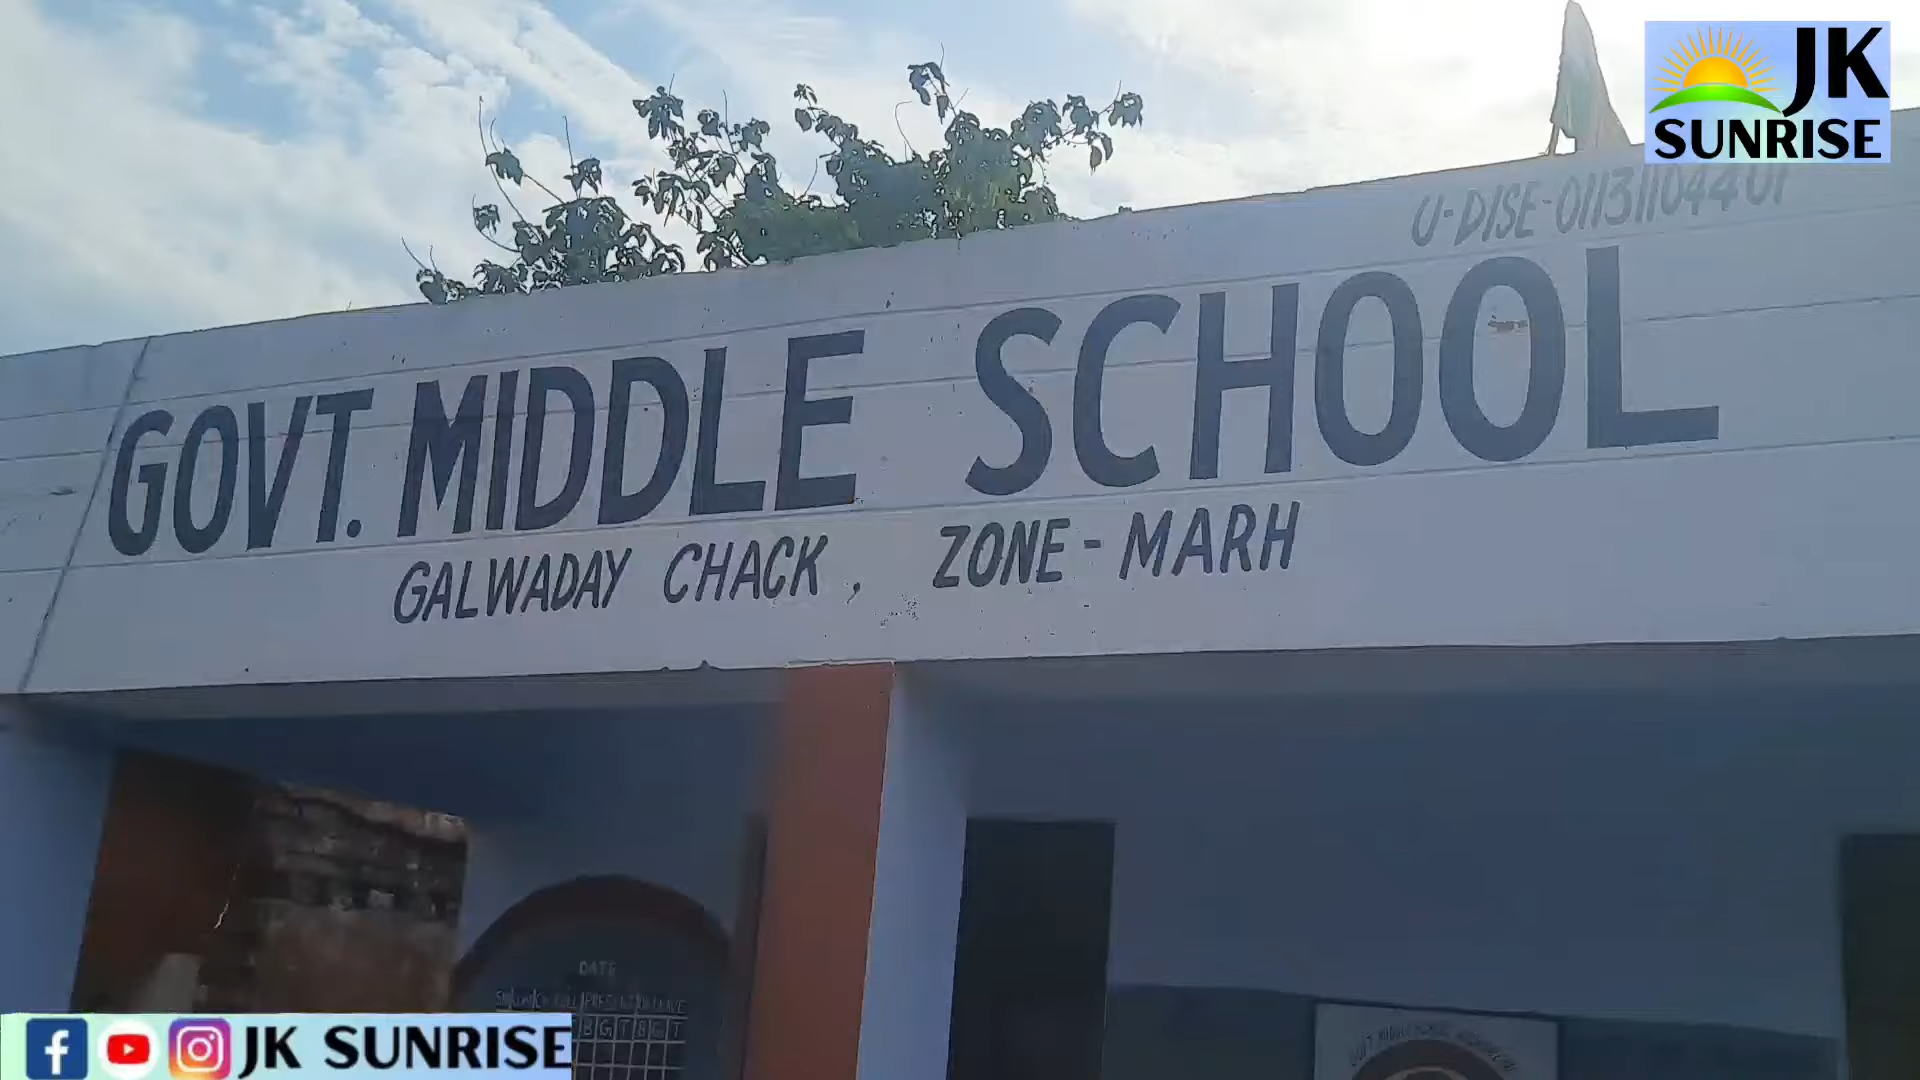 JK
SUNRISE
U-DISE-01131104401
GOVT. MIDDLE SCHOOL
GALWADAY CHACK, ZONE-MARH
DATE
B G T B G T
JK SUNRISE